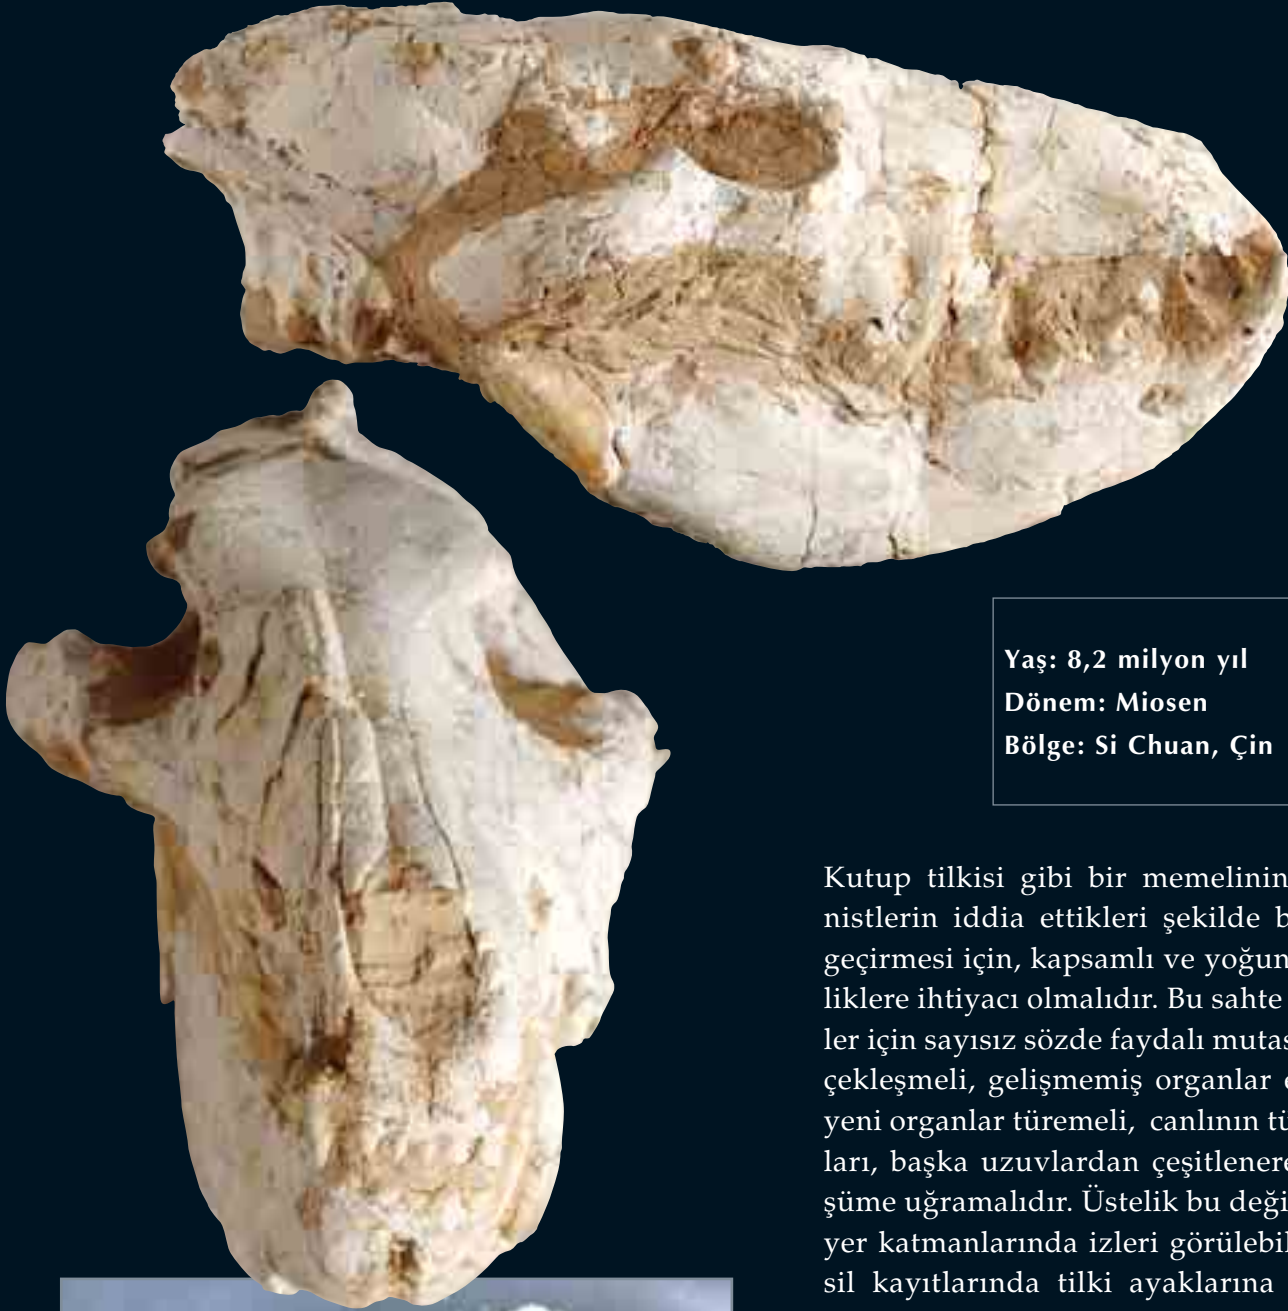 Yaş: 8,2 milyon yıl
Dönem: Miosen
Bölge: Si Chuan, Çin
Kutup tilkisi gibi bir memelinin
nistlerin iddia ettikleri şekilde b
geçirmesi için, kapsamlı ve yoğun
liklere ihtiyacı olmalıdır. Bu sahte
ler için sayısız sözde faydalı mutas
çekleşmeli, gelişmemiş organlar
yeni organlar türemeli, canlının tü
ları, başka uzuvlardan çeşitlenere
şüme uğramalıdır. Üstelik bu deği
yer katmanlarında izleri görülebil
sil kayıtlarında tilki ayaklarına